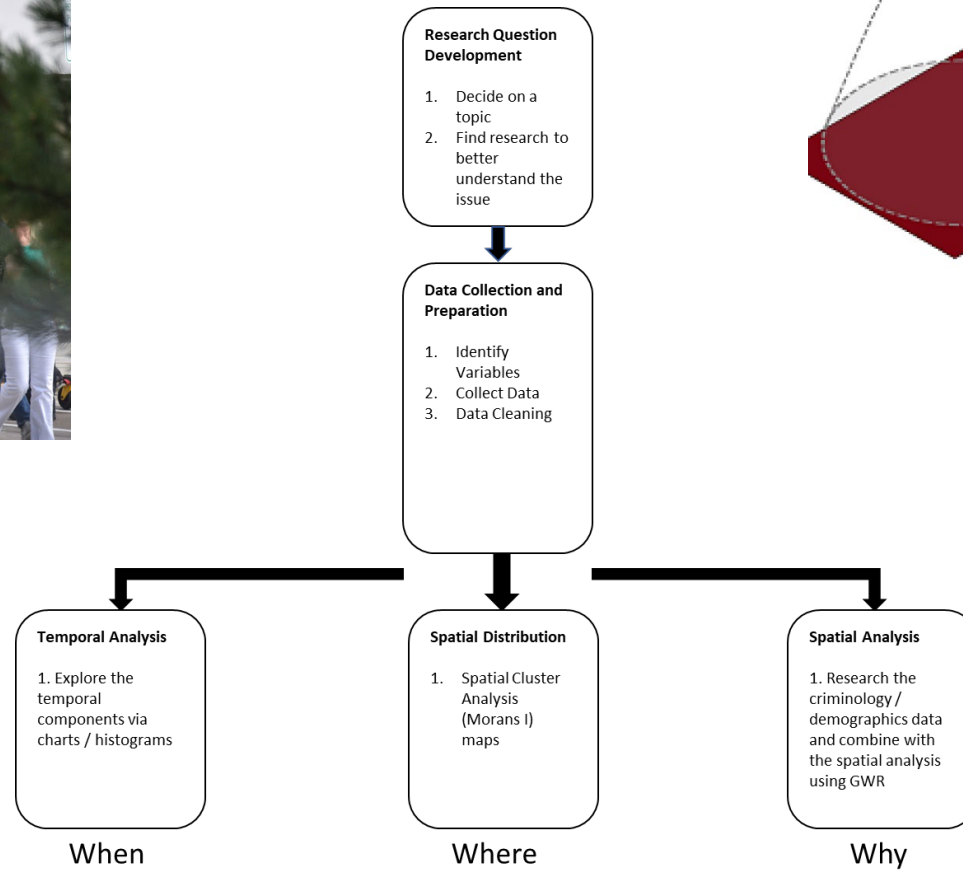 Research Question
Development
1. Decide on a
topic
2. Find research to
better
understand the
issue
Data Collection and
Preparation
1. Identify
Variables
2. Collect Data
3. Data Cleaning
Temporal Analysis
1. Explore the
temporal
components via
charts / histograms
Spatial Distribution
1. Spatial Cluster
Analysis
(Morans I)
maps
Spatial Analysis
1. Research the
criminology /
demographics data
and combine with
the spatial analysis
using GWR
When
Where
Why